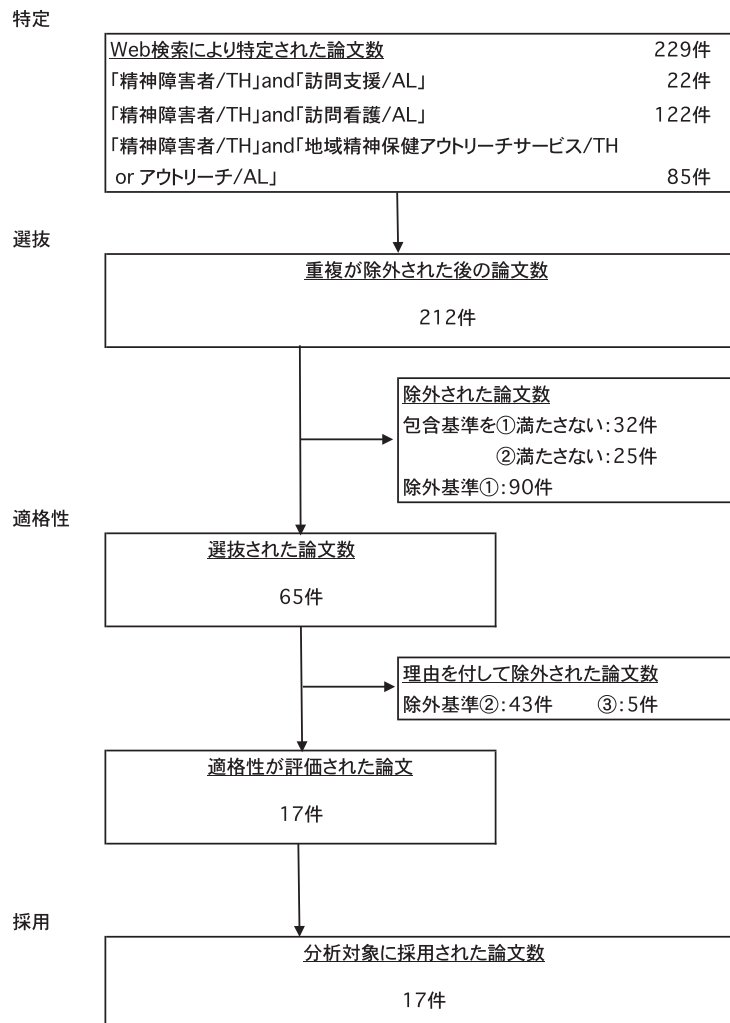 特定
Web検索により特定された論文数 229件
「精神障害者/TH」and「訪問支援/AL」 22件
「精神障害者/TH」and「訪問看護/AL」 122件
「精神障害者/TH」and「地域精神保健アウトリーチサービス/TH
or アウトリーチ/AL」 85件
選抜
重複が除外された後の論文数
212件
除外された論文数
包含基準を①満たさない:32件
②満たさない:25件
除外基準①:90件
適格性
選抜された論文数
65件
理由を付して除外された論文数
除外基準②:43件 ③:5件
適格性が評価された論文
17件
採用
分析対象に採用された論文数
17件